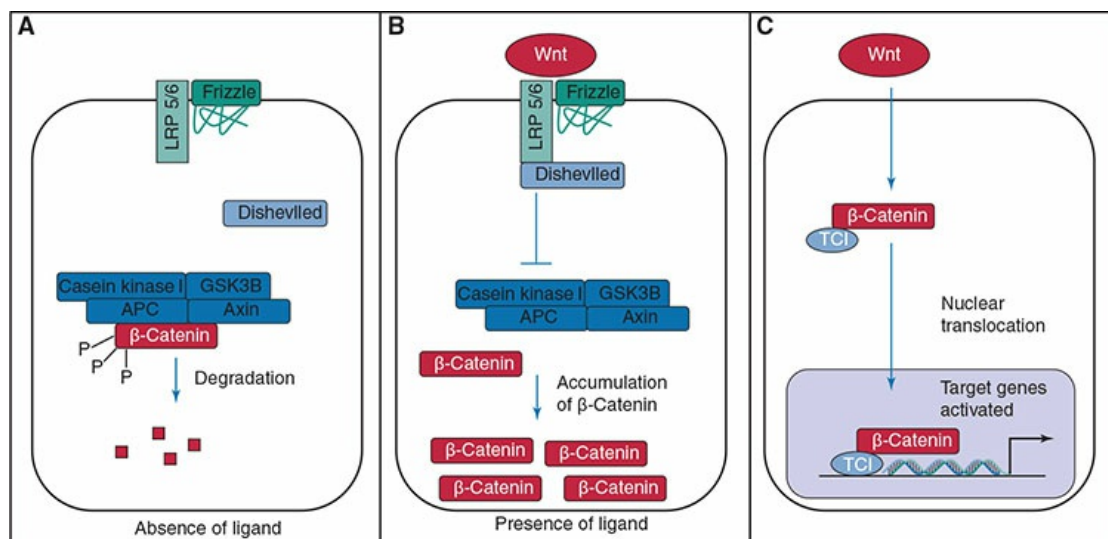 A
LRP 5/6
Frizzle
Dishevlled
Casein kinase I
GSK3B
APC
Axin
β-Catenin
P
P
P
Degradation
Absence of ligand
B
Wnt
LRP 5/6
Frizzle
Dishevlled
Casein kinase I
GSK3B
APC
Axin
β-Catenin
Accumulation
of β-Catenin
β-Catenin
β-Catenin
β-Catenin
β-Catenin
Presence of ligand
C
Wnt
β-Catenin
TCI
Nuclear
translocation
Target genes
activated
β-Catenin
TCI